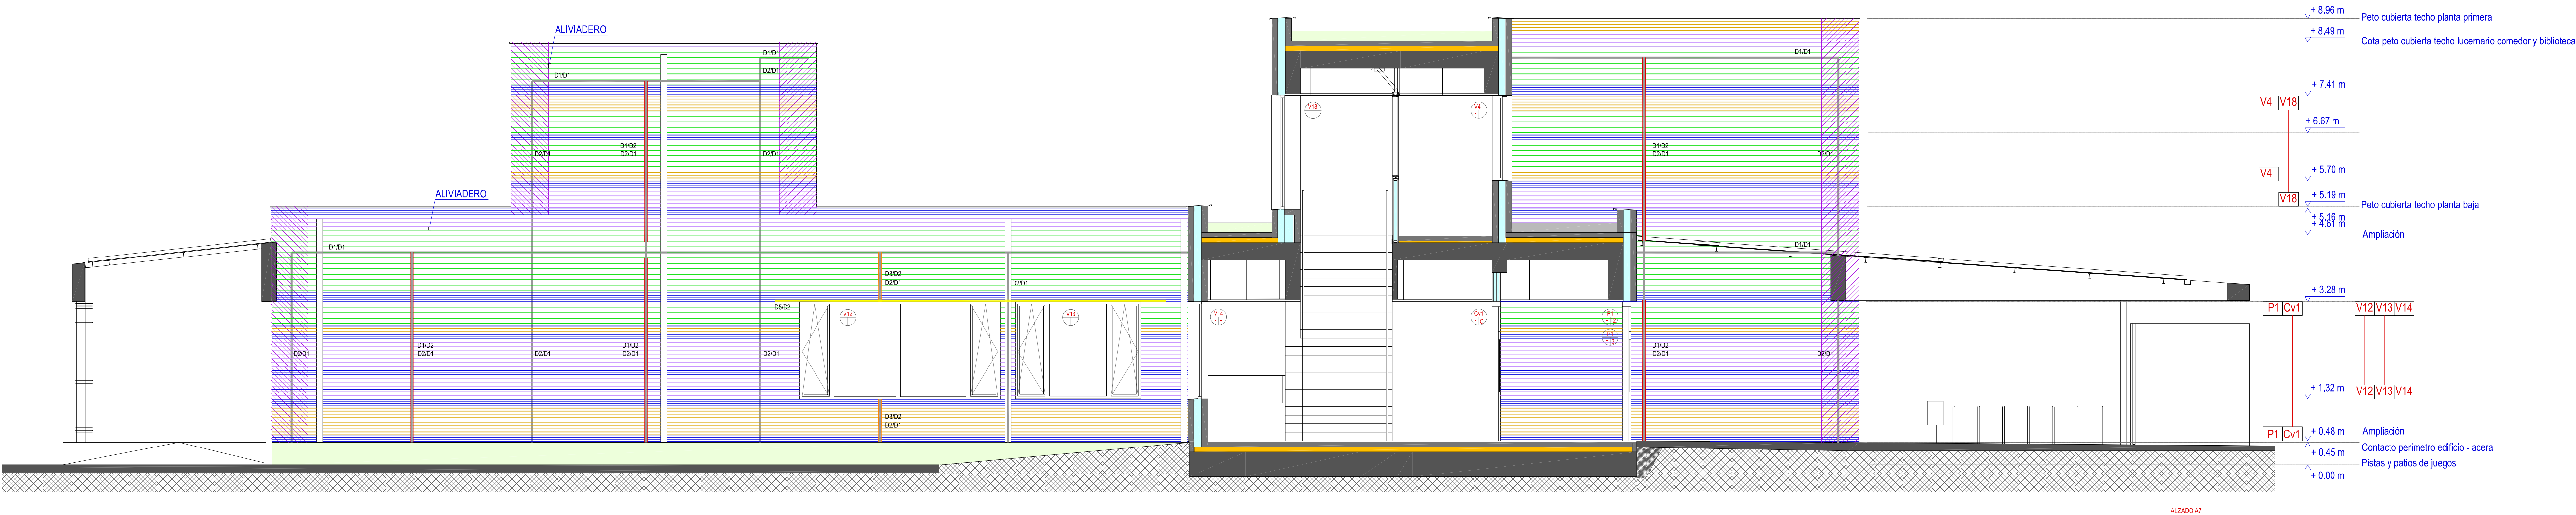 ALIVIADERO
ALIVIADERO
D1/D1
D1/D1
D2/D1
D2/D1
D1/D2
D2/D1
D2/D1
D1/D1
D3/D2
D2/D1
D2/D1
D5/D2
V12
V13
V14
D2/D1
D1/D2
D2/D1
D2/D1
D1/D2
D2/D1
D2/D1
D3/D2
D2/D1
V18
V4
D1/D1
D1/D2
D2/D1
D2/D1
D1/D1
Cv1
C
P1
12
P1
D1/D2
D2/D1
D2/D1
+ 8.96 m Peto cubierta techo planta primera
+ 8.49 m Cota peto cubierta techo lucernario comedor y biblioteca
+ 7.41 m
V4 V18
+ 6.67 m
V4
+ 5.70 m
V18
+ 5.19 m Peto cubierta techo planta baja
+ 5.16 m
+ 4.61 m Ampliación
+ 3.28 m
P1 Cv1 V12 V13 V14
+ 1.32 m
V12 V13 V14
P1 Cv1
+ 0.48 m Ampliación
+ 0.45 m Contacto perímetro edificio - acera
Pistas y patios de juegos
+ 0.00 m
ALZADO A7